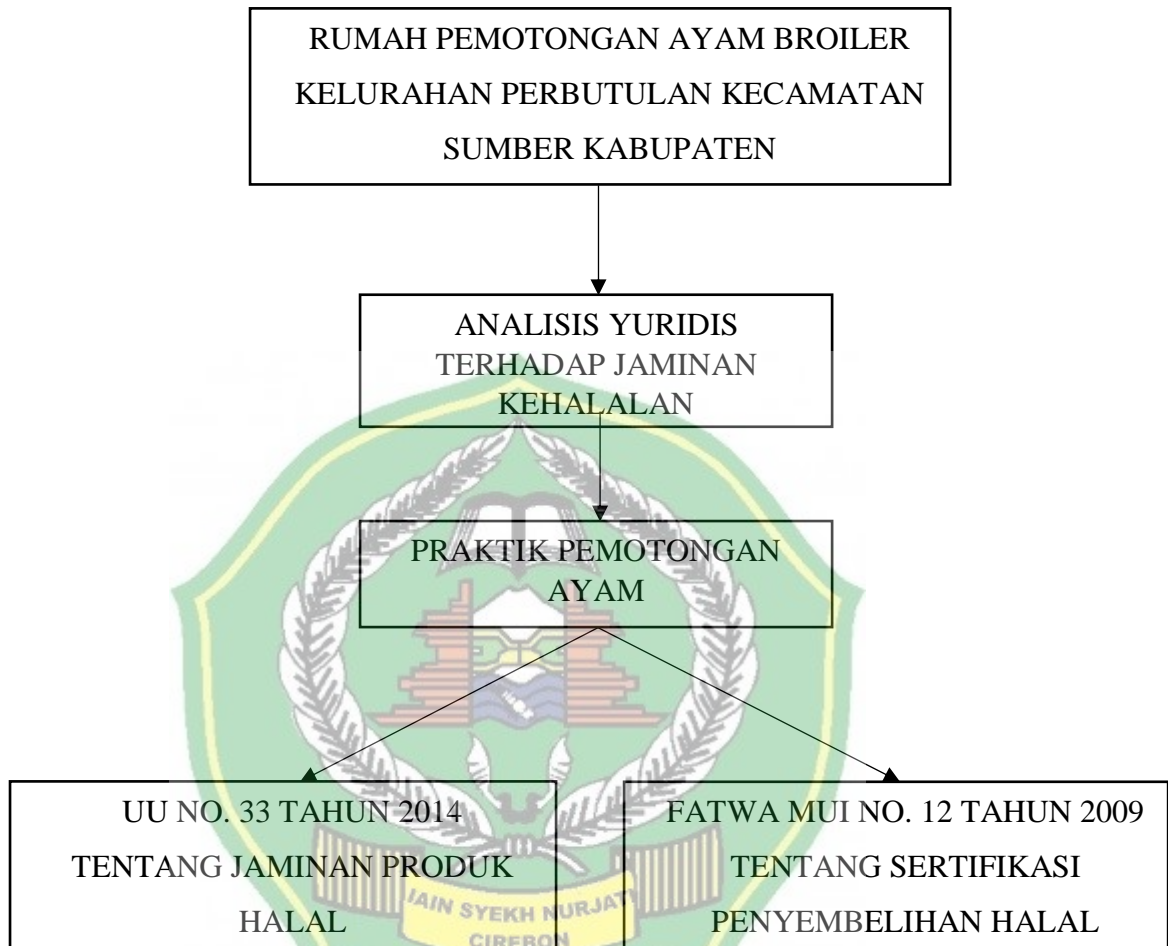 RUMAH PEMOTONGAN AYAM BROILER
KELURAHAN PERBUTULAN KECAMATAN
SUMBER KABUPATEN
ANALISIS YURIDIS
TERHADAP JAMINAN
KEHALALAN
PRAKTIK PEMOTONGAN
AYAM
UU NO. 33 TAHUN 2014
TENTANG JAMINAN PRODUK
HALAL
FATWA MUI NO. 12 TAHUN 2009
TENTANG SERTIFIKASI
PENYEMBELIHAN HALAL
IAIN SYEKH NURJATI
CIREBON